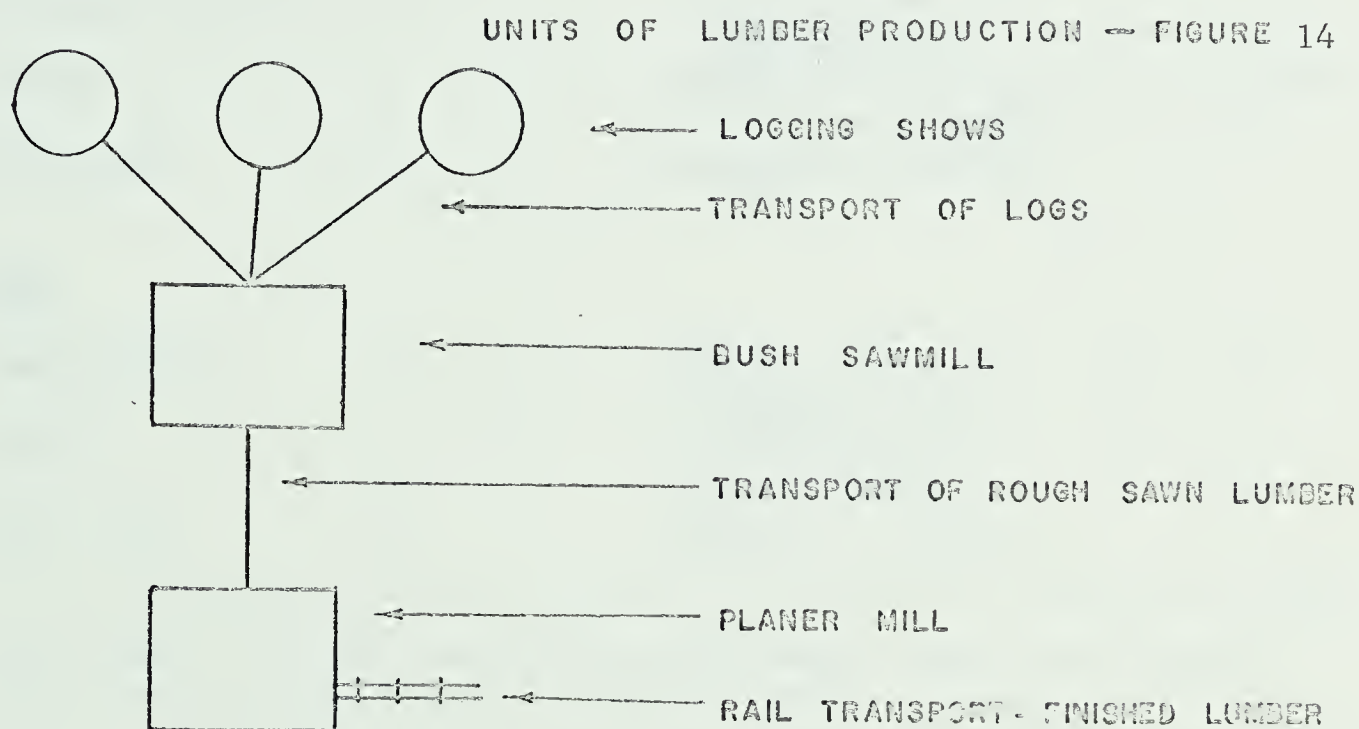 UNITS OF LUMBER PRODUCTION - FIGURE 14
LOGGING SHOWS
TRANSPORT OF LOGS
BUSH SAWMILL
TRANSPORT OF ROUGH SAWN LUMBER
PLANER MILL
RAIL TRANSPORT - FINISHED LUMBER